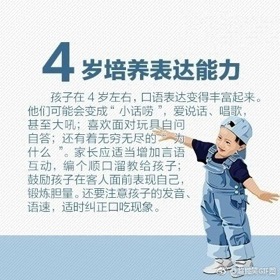 4岁培养表达能力
孩子在4岁左右，口语表达变得丰富起来。
他们可能会变成“小话唠”，爱说话、唱歌，
甚至大吼；喜欢面对玩具自问
自答；还有着无穷无尽的“为
什么”。家长应适当增加言语
互动，编个顺口溜教给孩子；
鼓励孩子在客人面前表现自己，
锻炼胆量。还要注意孩子的发音、
语速，适时纠正口吃现象。